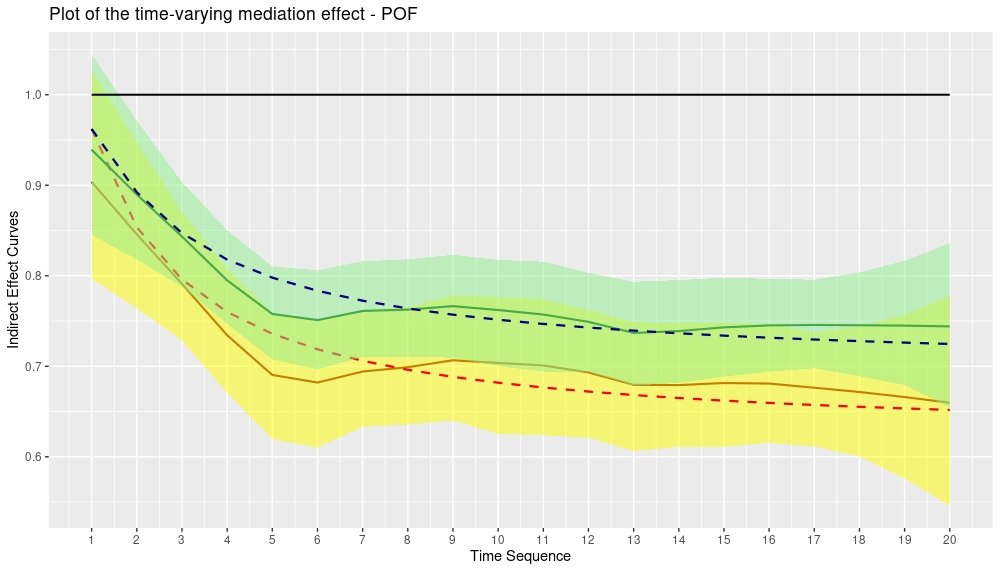 Plot of the time-varying mediation effect - POF
Indirect Effect Curves
1.0
0.9
0.8
0.7
0.6
1 2 3 4 5 6 7 8 9 10 11 12 13 14 15 16 17 18 19 20
Time Sequence